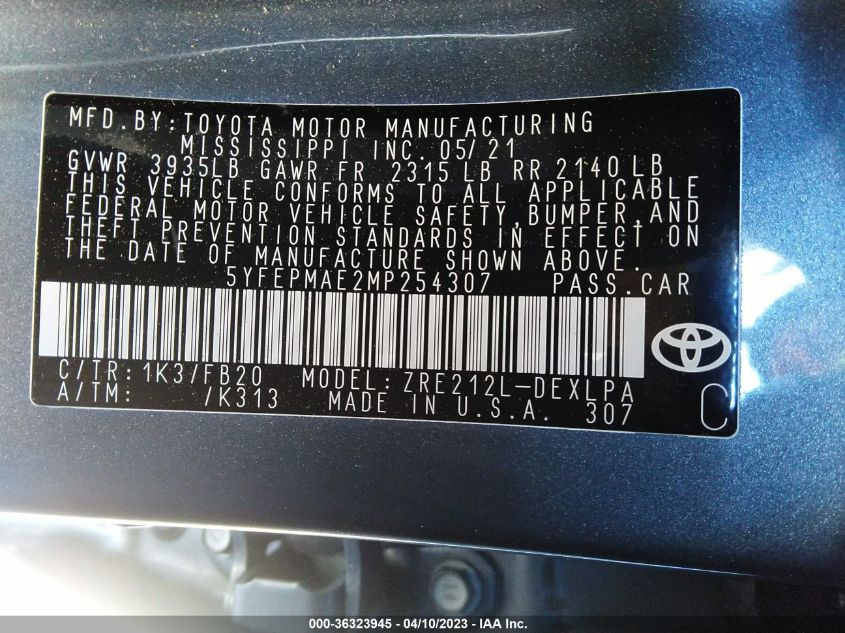 MFD.BY:TOYOTA MOTOR MANUFACTURING
MISSISSIPPI INC. 05/21
GVWR 3935LB GAWR FR 2315 LB RR 2140 LB
THIS VEHICLE CONFORMS TO ALL APPLICABLE
FEDERAL MOTOR VEHICLE SAFETY,BUMPER,AND
THEFT PREVENTION STANDARDS IN EFFECT ON
THE DATE OF MANUFACTURE SHOWN ABOVE.
5YFEPMAE2MP254307 PASS.CAR
C/TR: 1K3/FB20 MODEL: ZRE212L-DEXLPA
A/TM: /K313 MADE IN U.S.A. 307
C
000-36323945 - 04/10/2023 - IAA Inc.